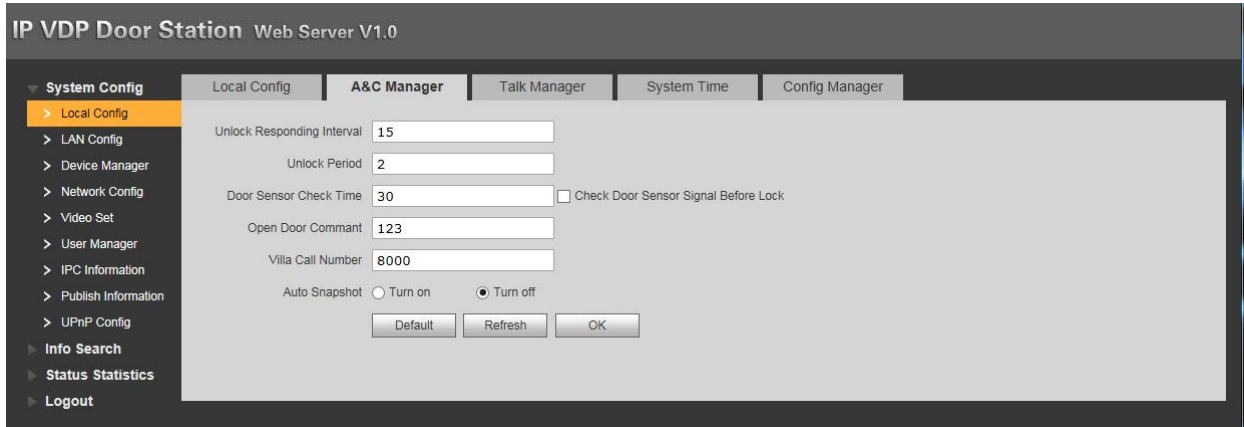 IP VDP Door Station Web Server V1.0
System Config
Local Config
LAN Config
Device Manager
Network Config
Video Set
User Manager
IPC Information
Publish Information
UPnP Config
Info Search
Status Statistics
Logout
Local Config A&C Manager Talk Manager System Time Config Manager
Unlock Responding Interval 15
Unlock Period 2
Door Sensor Check Time 30 Check Door Sensor Signal Before Lock
Open Door Commant 123
Villa Call Number 8000
Auto Snapshot Turn on Turn off
Default Refresh OK